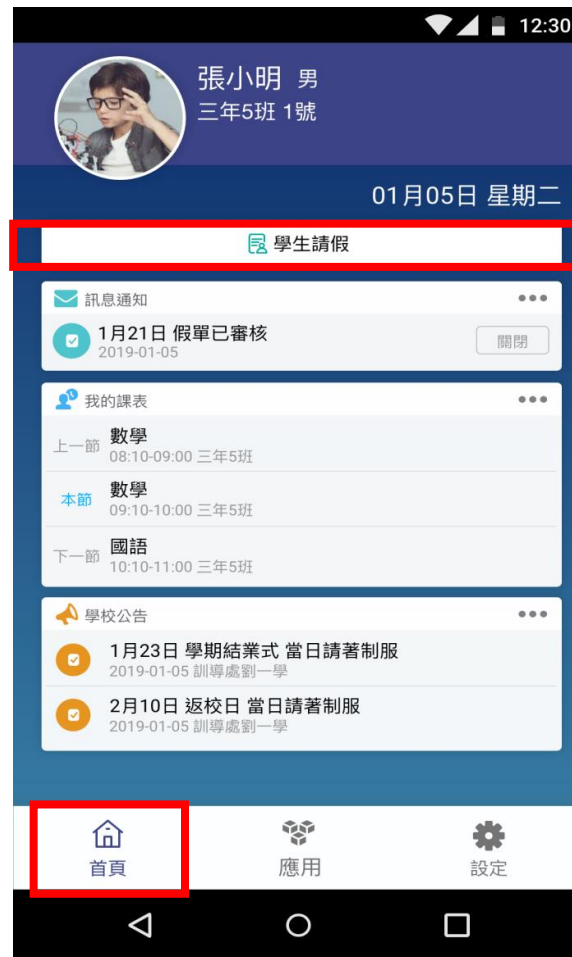 12:30
張小明 男
三年5班 1號
01月05日 星期二
學生請假
訊息通知
1月21日 假單已審核
2019-01-05
關閉
我的課表
上一節
數學
08:10-09:00 三年5班
本節
數學
09:10-10:00 三年5班
下一節
國語
10:10-11:00 三年5班
學校公告
1月23日 學期結業式 當日請著制服
2019-01-05 訓導處劉一學
2月10日 返校日 當日請著制服
2019-01-05 訓導處劉一學
首頁
應用
設定